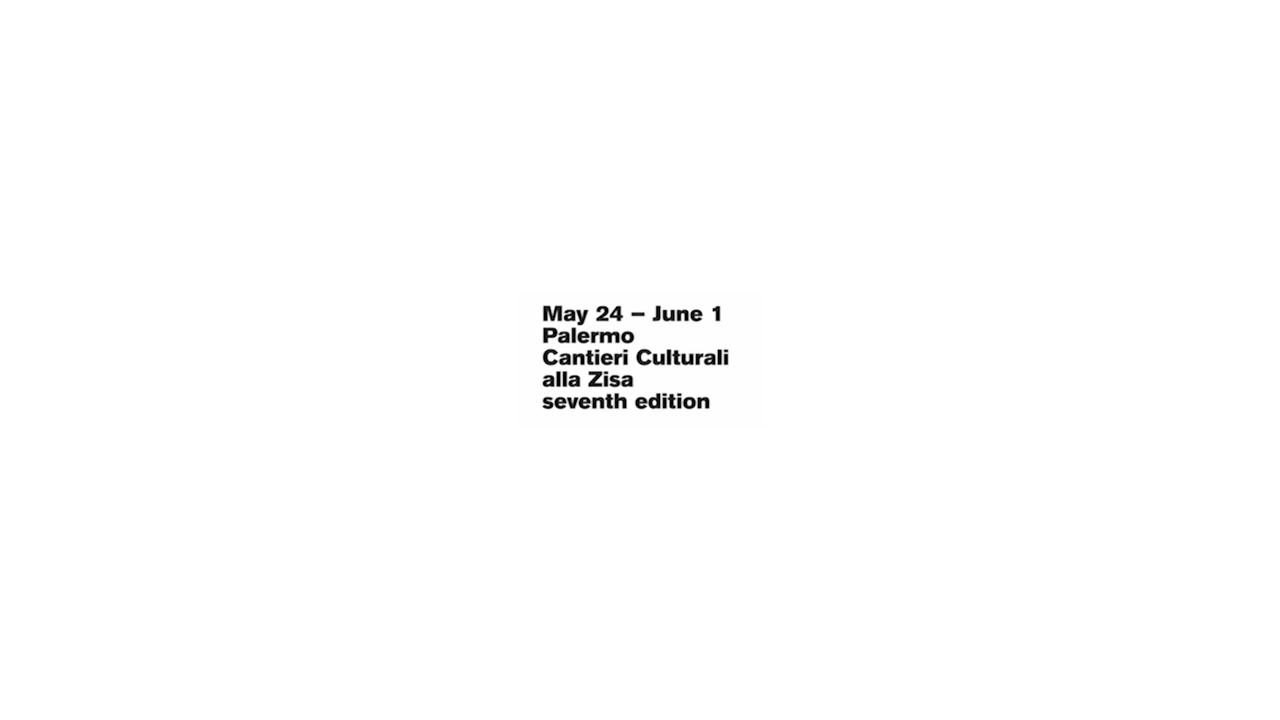 May 24 – June 1
Palermo
Cantieri Culturali
alla Zisa
seventh edition